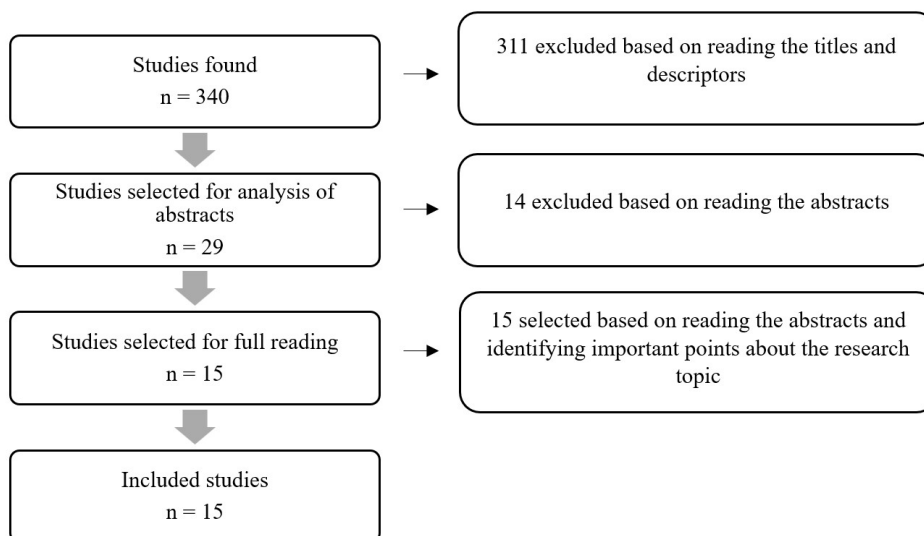 Studies found
n = 340
311 excluded based on reading the titles and
descriptors
Studies selected for analysis of
abstracts
n = 29
14 excluded based on reading the abstracts
Studies selected for full reading
n = 15
15 selected based on reading the abstracts and
identifying important points about the research
topic
Included studies
n = 15